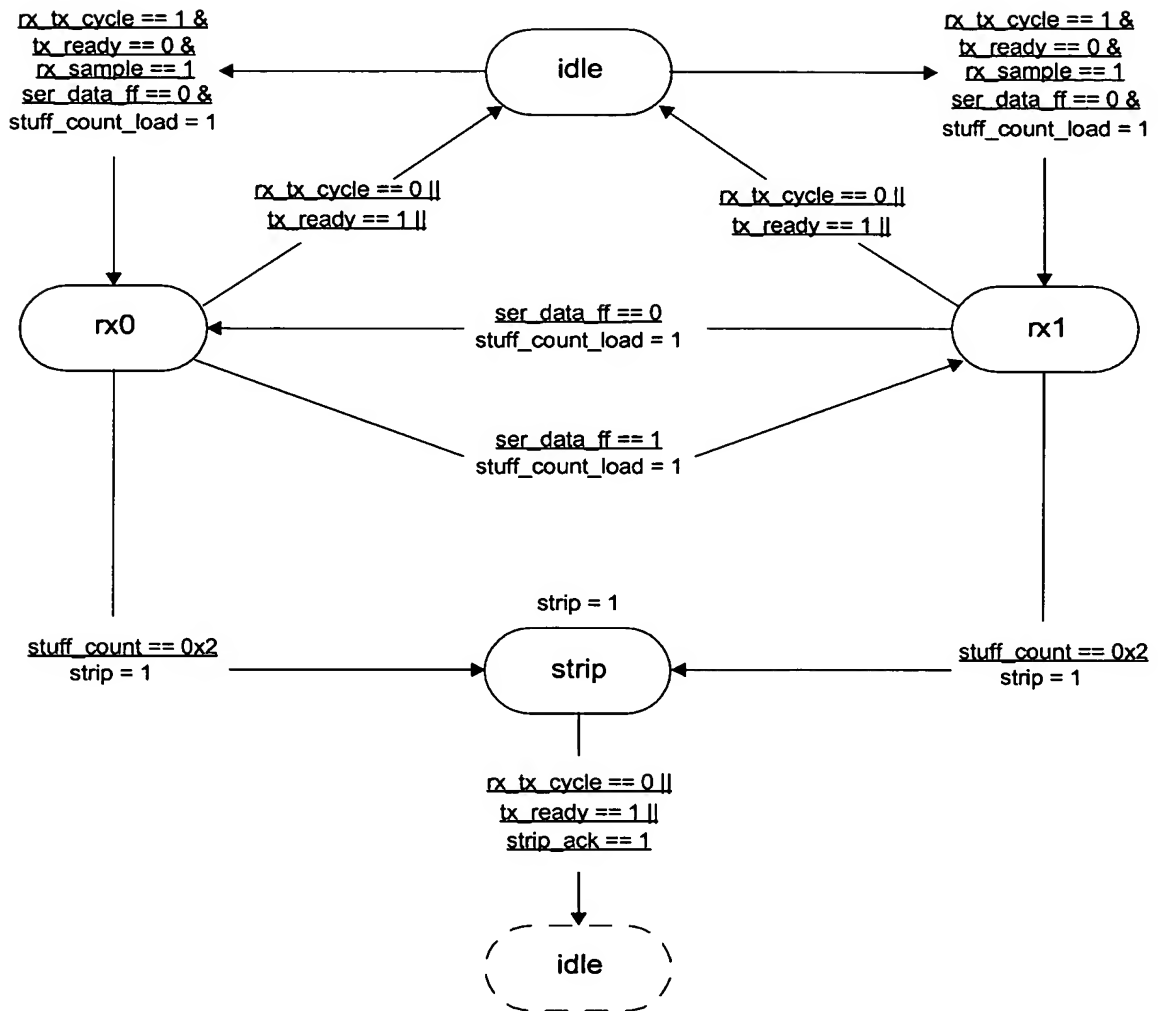 rx_tx_cycle == 1 &
tx_ready == 0 &
rx_sample == 1
ser_data_ff == 0 &
stuff_count_load = 1
idle
rx_tx_cycle == 1 &
tx_ready == 0 &
rx_sample == 1
ser_data_ff == 0 &
stuff_count_load = 1
rx_tx_cycle == 0 ||
tx_ready == 1 ||
rx_tx_cycle == 0 ||
tx_ready == 1 ||
rx0
ser_data_ff == 0
stuff_count_load = 1
rx1
ser_data_ff == 1
stuff_count_load = 1
strip = 1
stuff_count == 0x2
strip = 1
strip
stuff_count == 0x2
strip = 1
rx_tx_cycle == 0 ||
tx_ready == 1 ||
strip_ack == 1
idle